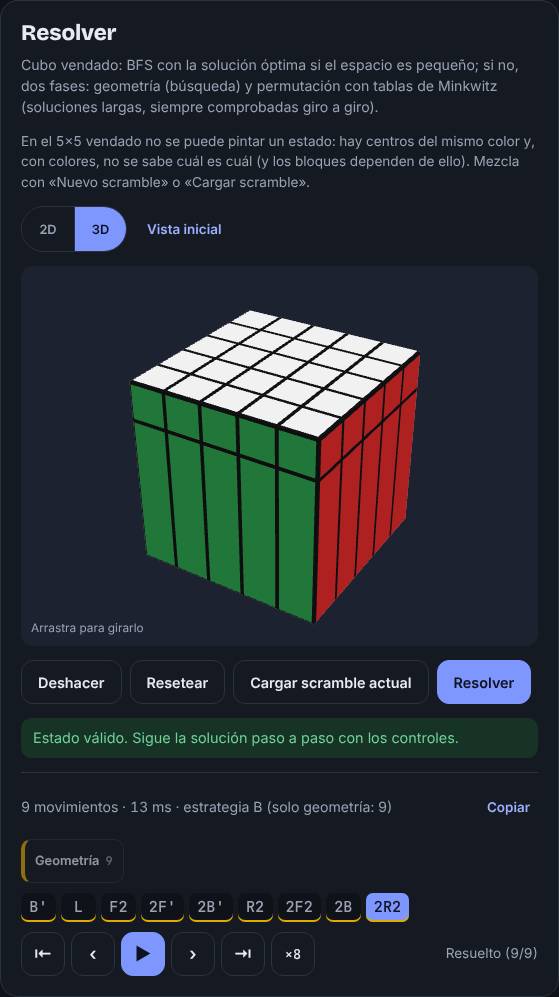 Resolver
Cubo vendado: BFS con la solución óptima si el espacio es pequeño; si no,
dos fases: geometría (búsqueda) y permutación con tablas de Minkwitz
(soluciones largas, siempre comprobadas giro a giro).
En el 5×5 vendado no se puede pintar un estado: hay centros del mismo color y,
con colores, no se sabe cuál es cuál (y los bloques dependen de ello). Mezcla
con «Nuevo scramble» o «Cargar scramble».
2D 3D Vista inicial
Arrastra para girarlo
Deshacer Resetear Cargar scramble actual Resolver
Estado válido. Sigue la solución paso a paso con los controles.
9 movimientos · 13 ms · estrategia B (solo geometría: 9) Copiar
Geometría 9
B' L F2 2F' 2B' R2 2F2 2B 2R2
×8 Resuelto (9/9)